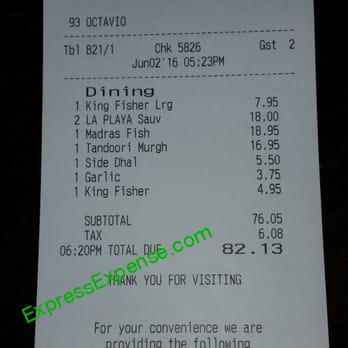 93 OCTAVIO
Tbl B21/1 Chk 5826 Gst 2
Jun02'16 05:23PM
Dining
1 King Fisher Lrg 7.95
2 LA PLAYA Sauv 18.00
1 Madras Fish 18.95
1 Tandoori Murgh 16.95
1 Side Dhal 5.50
1 Garlic 3.75
1 King Fisher 4.95
SUBTOTAL 76.05
TAX 6.08
06:20PM TOTAL DUE 82.13
THANK YOU FOR VISITING
ExpressExpense.com
For your convenience we are
providing the following